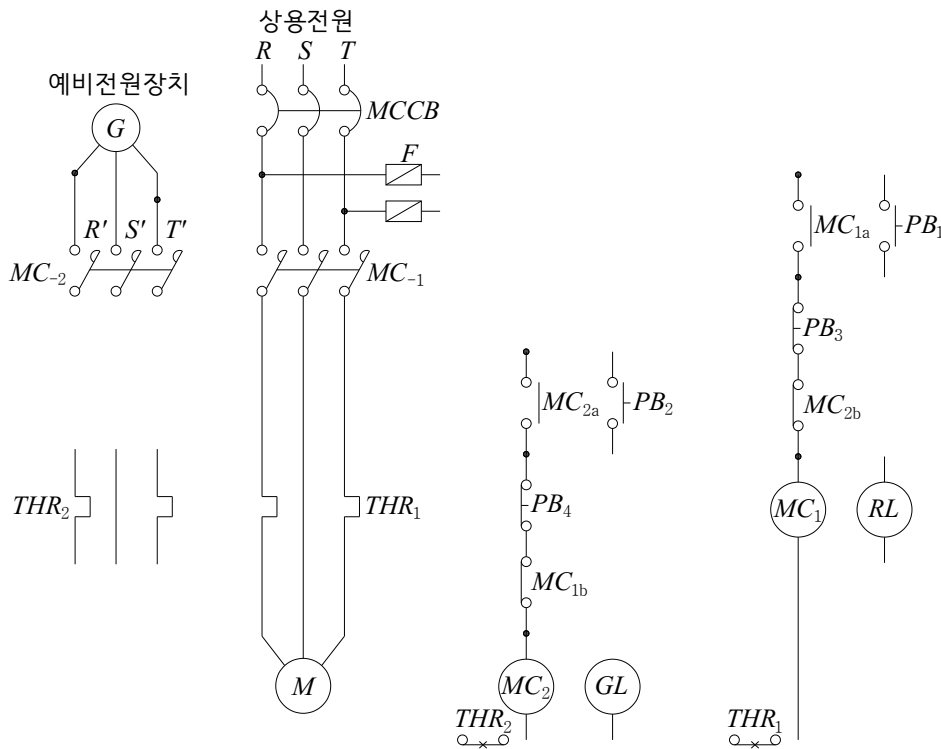 상용전원
R S T
예비전원장치
G
MCCB
F
R' S' T'
MC-2
MC-1
MC1a
PB1
PB3
MC2a
PB2
MC2b
THR2
THR1
PB4
MC1
RL
MC1b
M
MC2
GL
THR2
THR1